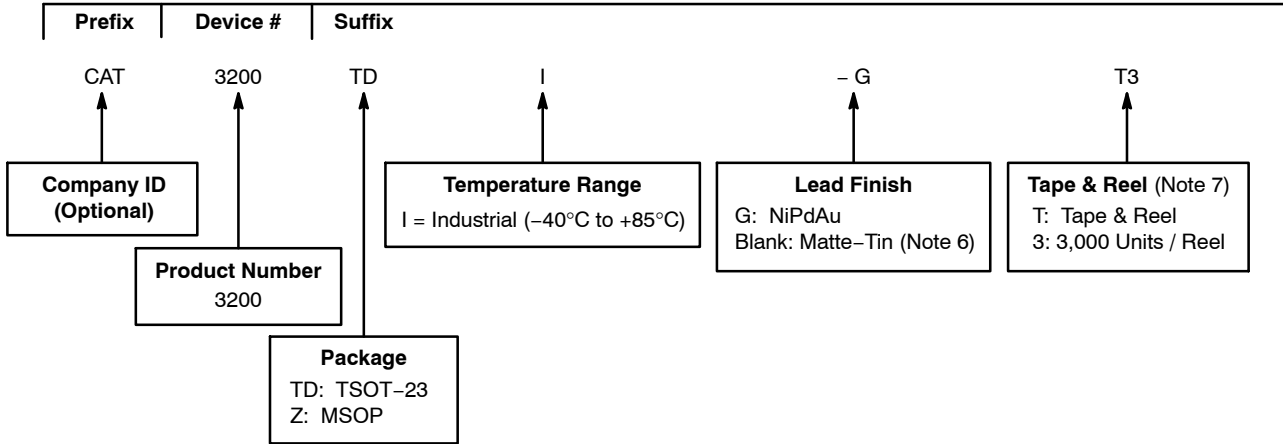 Prefix Device # Suffix
CAT 3200 TD I – G T3
Company ID
(Optional)
Product Number
3200
Package
TD: TSOT–23
Z: MSOP
Temperature Range
I = Industrial (–40°C to +85°C)
Lead Finish
G: NiPdAu
Blank: Matte–Tin (Note 6)
Tape & Reel (Note 7)
T: Tape & Reel
3: 3,000 Units / Reel